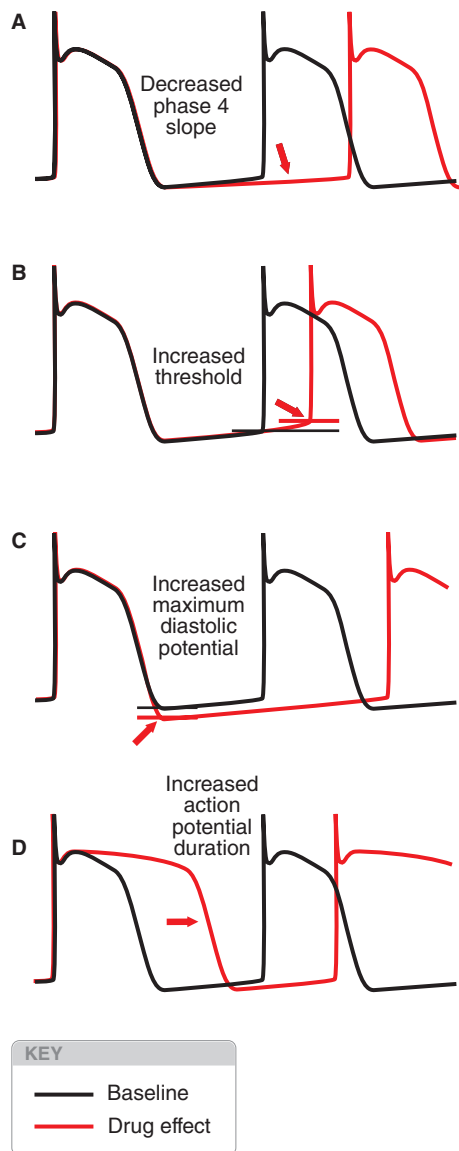 A
Decreased
phase 4
slope
B
Increased
threshold
C
Increased
maximum
diastolic
potential
Increased
action
potential
duration
D
KEY
Baseline
Drug effect